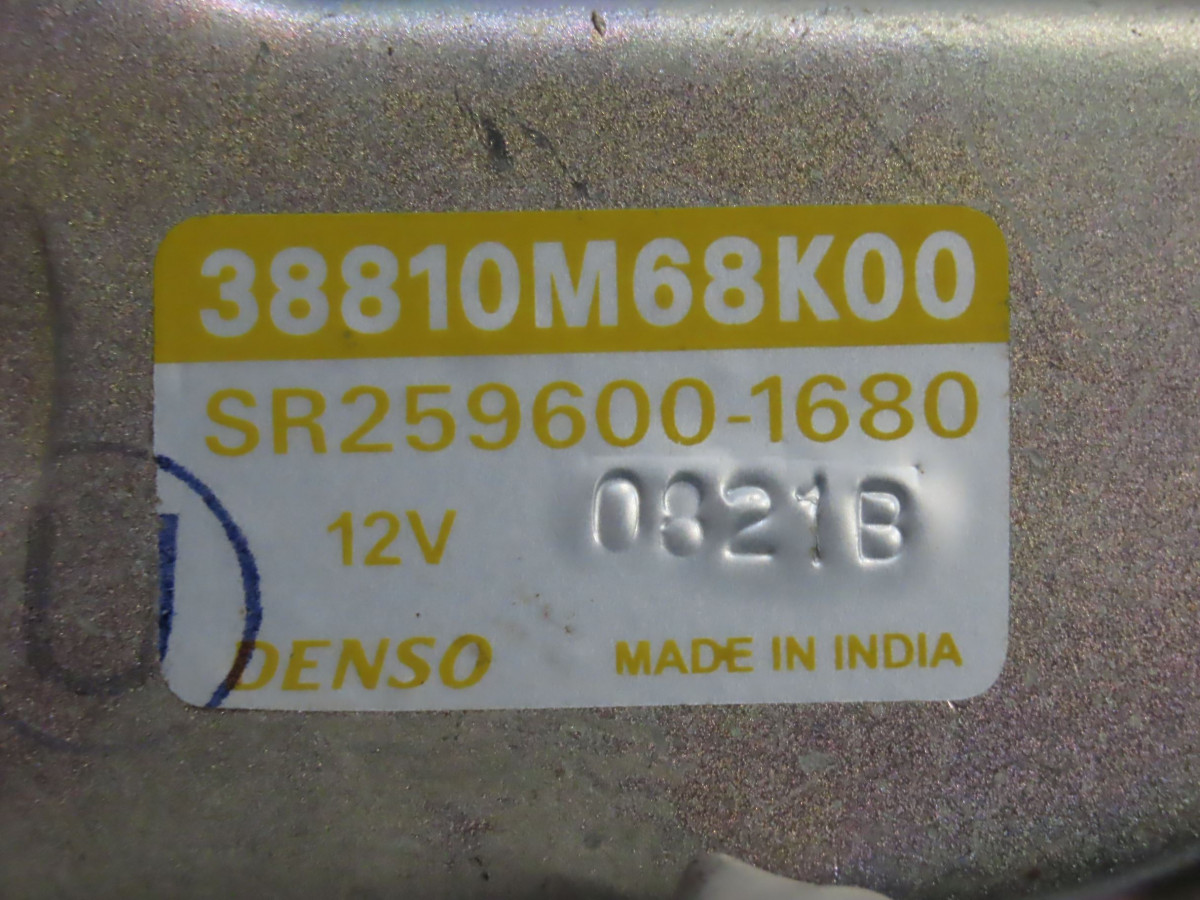 38810M68K00
SR259600-1680
12V
0821B
DENSO
MADE IN INDIA